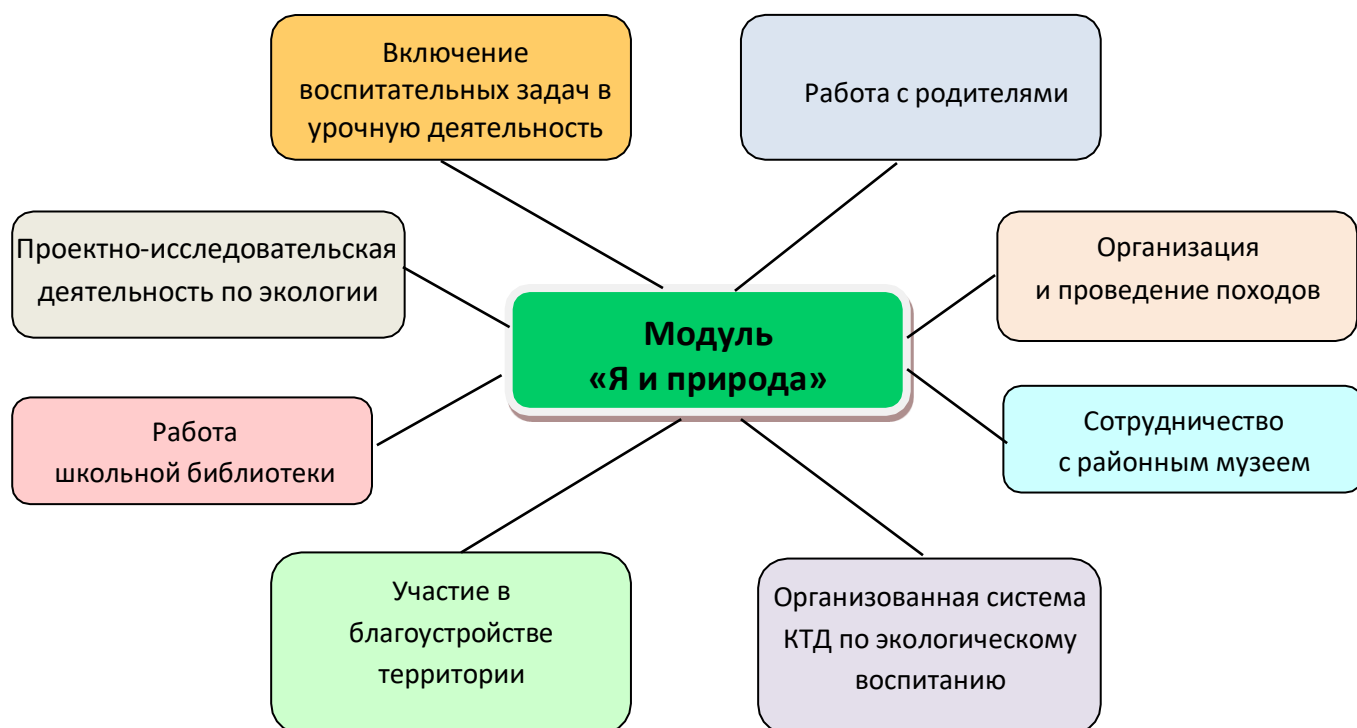 Включение
воспитательных задач в
урочную деятельность
Работа с родителями
Проектно-исследовательская
деятельность по экологии
Организация
и проведение походов
Модуль
«Я и природа»
Работа
школьной библиотеки
Сотрудничество
с районным музеем
Участие в
благоустройстве
территории
Организованная система
КТД по экологическому
воспитанию